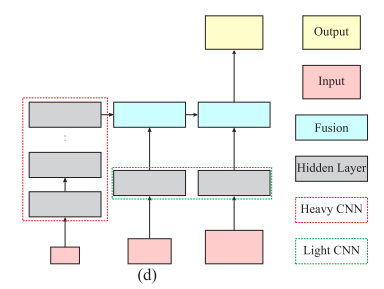 Output
Input
Fusion
Hidden Layer
Heavy CNN
Light CNN
(d)